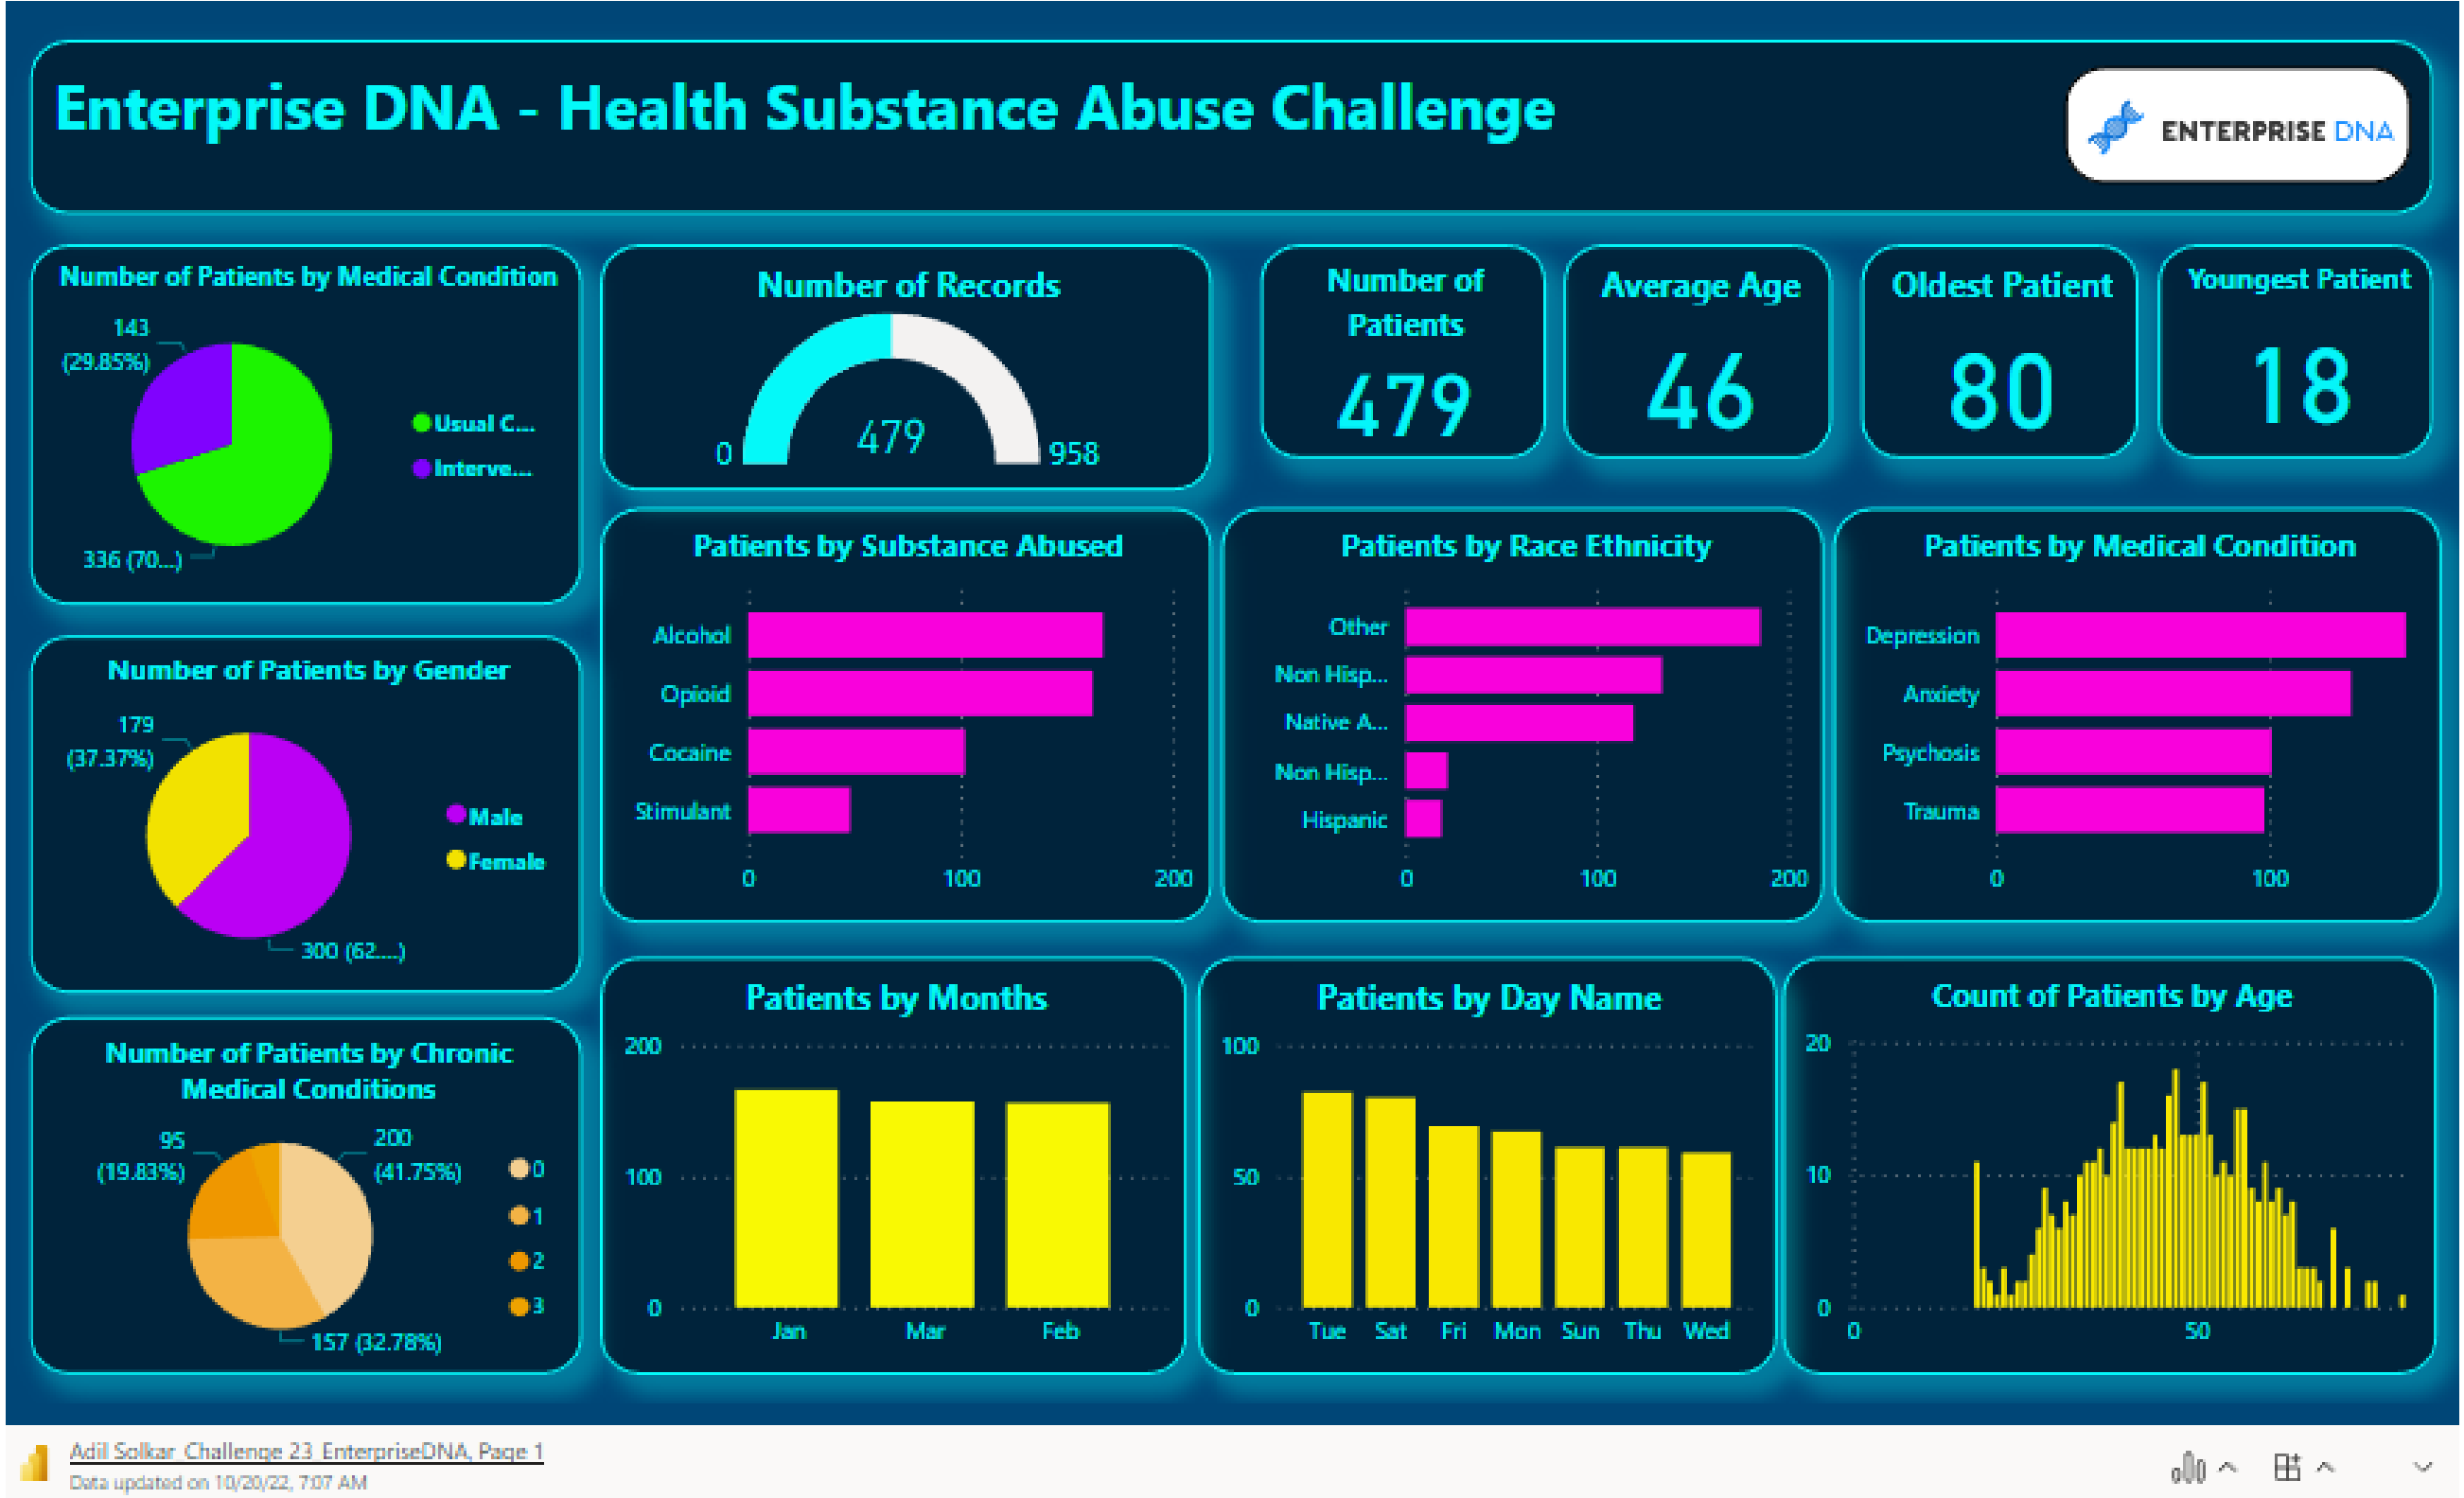 Enterprise DNA - Health Substance Abuse Challenge
ENTERPRISE DNA
Number of Patients by Medical Condition
143
(29.85%)
Usual C...
Interve...
336 (70...)
Number of Records
479
0
958
Number of
Patients
479
Average Age
46
Oldest Patient
80
Youngest Patient
18
Number of Patients by Gender
179
(37.37%)
Male
Female
300 (62....)
Patients by Substance Abused
Alcohol
Opioid
Cocaine
Stimulant
0 100 200
Patients by Race Ethnicity
Other
Non Hisp...
Native A...
Non Hisp...
Hispanic
0 100 200
Patients by Medical Condition
Depression
Anxiety
Psychosis
Trauma
0 100
Number of Patients by Chronic
Medical Conditions
95
(19.83%)
200
(41.75%)
0
1
2
3
157 (32.78%)
Patients by Months
200
100
0
Jan Mar Feb
Patients by Day Name
100
50
0
Tue Sat Fri Mon Sun Thu Wed
Count of Patients by Age
20
10
0
0 50
Adil Solkar_Challenge 23_EnterpriseDNA, Page 1
Data updated on 10/20/22, 7:07 AM